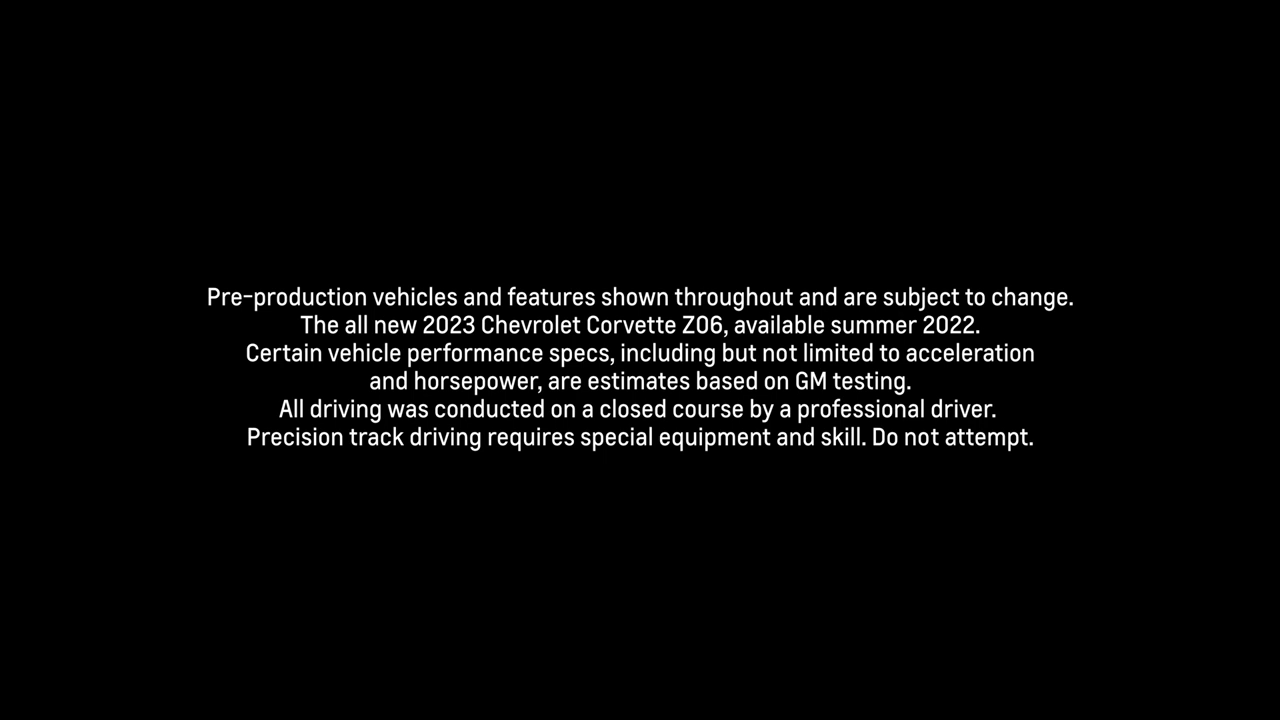 Pre-production vehicles and features shown throughout and are subject to change.
The all new 2023 Chevrolet Corvette Z06, available summer 2022.
Certain vehicle performance specs, including but not limited to acceleration
and horsepower, are estimates based on GM testing.
All driving was conducted on a closed course by a professional driver.
Precision track driving requires special equipment and skill. Do not attempt.